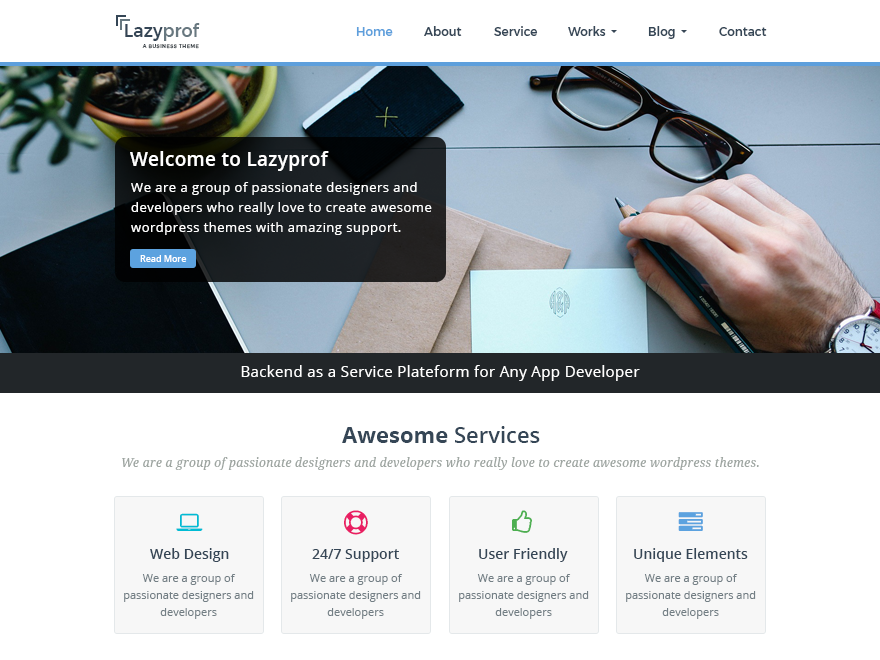 Lazyprof
A BUSINESS THEME
Home About Service Works Blog Contact
Welcome to Lazyprof
We are a group of passionate designers and
developers who really love to create awesome
wordpress themes with amazing support.
Read More
Backend as a Service Plateform for Any App Developer
Awesome Services
We are a group of passionate designers and developers who really love to create awesome wordpress themes.
Web Design
We are a group of
passionate designers and
developers
24/7 Support
We are a group of
passionate designers and
developers
User Friendly
We are a group of
passionate designers and
developers
Unique Elements
We are a group of
passionate designers and
developers